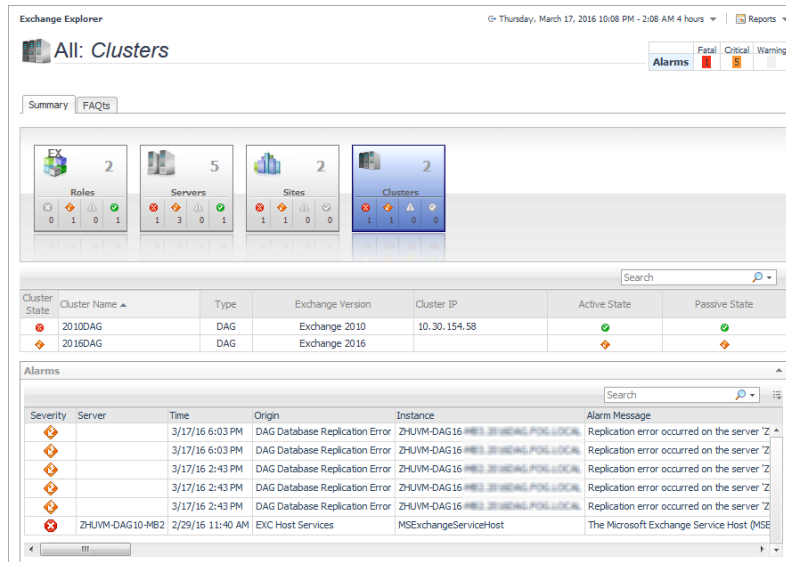 Exchange Explorer
Thursday, March 17, 2016 10:08 PM - 2:08 AM 4 hours Reports
All: Clusters
Fatal Critical Warning
Alarms 1 5
Summary FAQts
EX 2 5 2 2
Roles Servers Sites Clusters
0 1 0 1 1 3 0 1 1 1 0 0 1 1 0 0
Search
Cluster State Cluster Name Type Exchange Version Cluster IP Active State Passive State
2010DAG DAG Exchange 2010 10.30.154.58
2016DAG DAG Exchange 2016
Alarms
Search
Severity Server Time Origin Instance Alarm Message
3/17/16 6:03 PM DAG Database Replication Error ZHUVM-DAG16 Replication error occurred on the server 'Z
3/17/16 6:03 PM DAG Database Replication Error ZHUVM-DAG16 Replication error occurred on the server 'Z
3/17/16 2:43 PM DAG Database Replication Error ZHUVM-DAG16 Replication error occurred on the server 'Z
3/17/16 2:43 PM DAG Database Replication Error ZHUVM-DAG16 Replication error occurred on the server 'Z
3/17/16 2:43 PM DAG Database Replication Error ZHUVM-DAG16 Replication error occurred on the server 'Z
ZHUVM-DAG10-MB2 2/29/16 11:40 AM EXC Host Services MSExchangeServiceHost The Microsoft Exchange Service Host (MSE